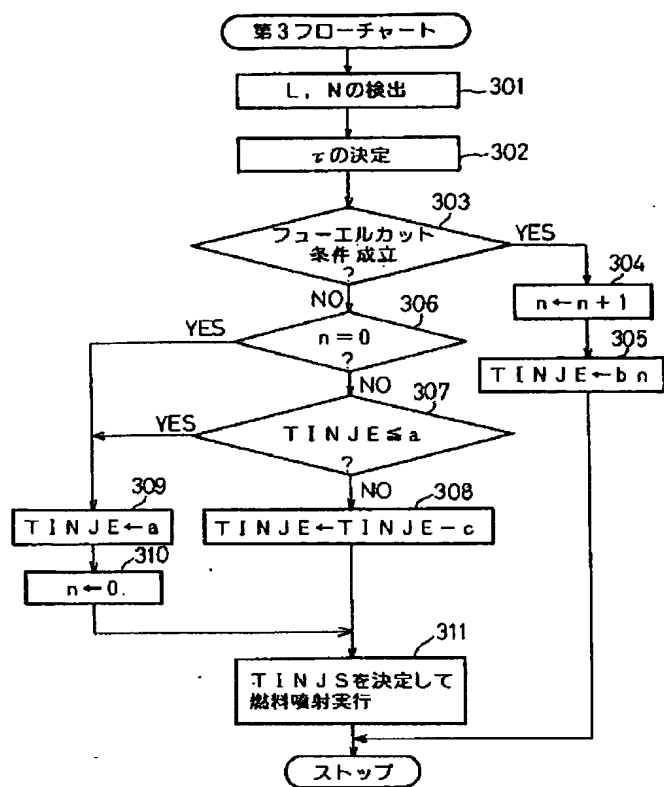 第3フローチャート
L,Nの検出
301
τの決定
302
303
フューエルカット
条件成立
?
YES
NO
304
n←n+1
305
TINJE←bn
306
n=0
?
YES
NO
307
TINJE≦a
?
YES
NO
309
TINJE←a
308
TINJE←TINJE-c
310
n←0.
311
TINJSを決定して
燃料噴射実行
ストップ